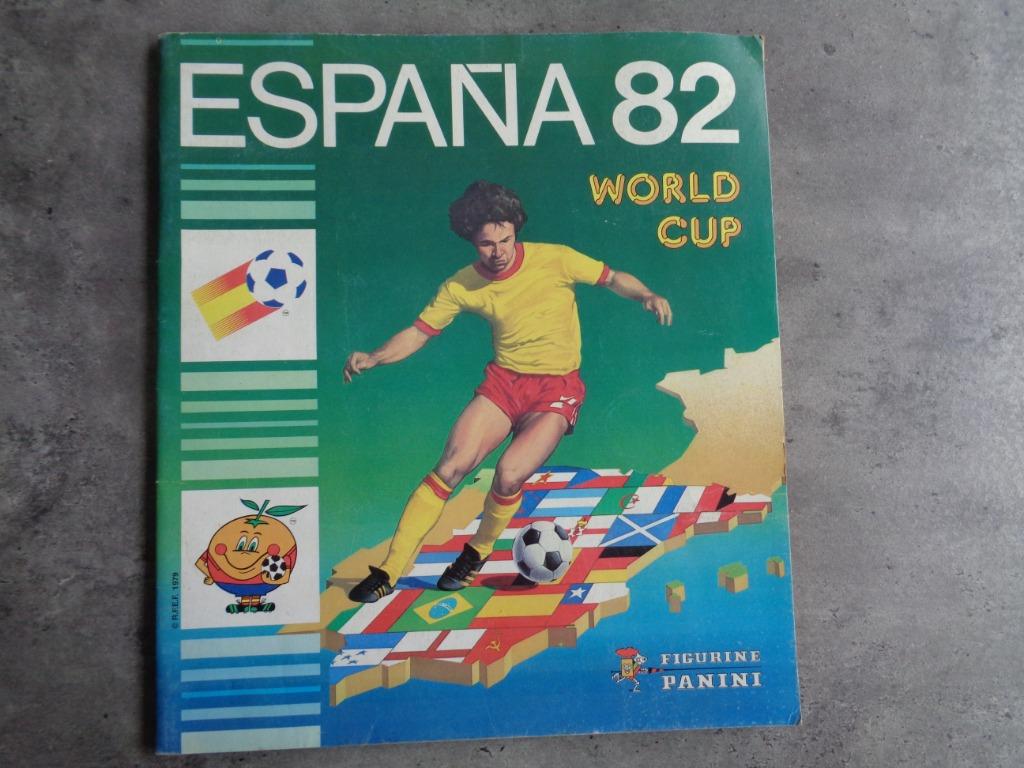 ESPAÑA 82
WORLD
CUP
© R.F.E.F. 1979
FIGURINE
PANINI